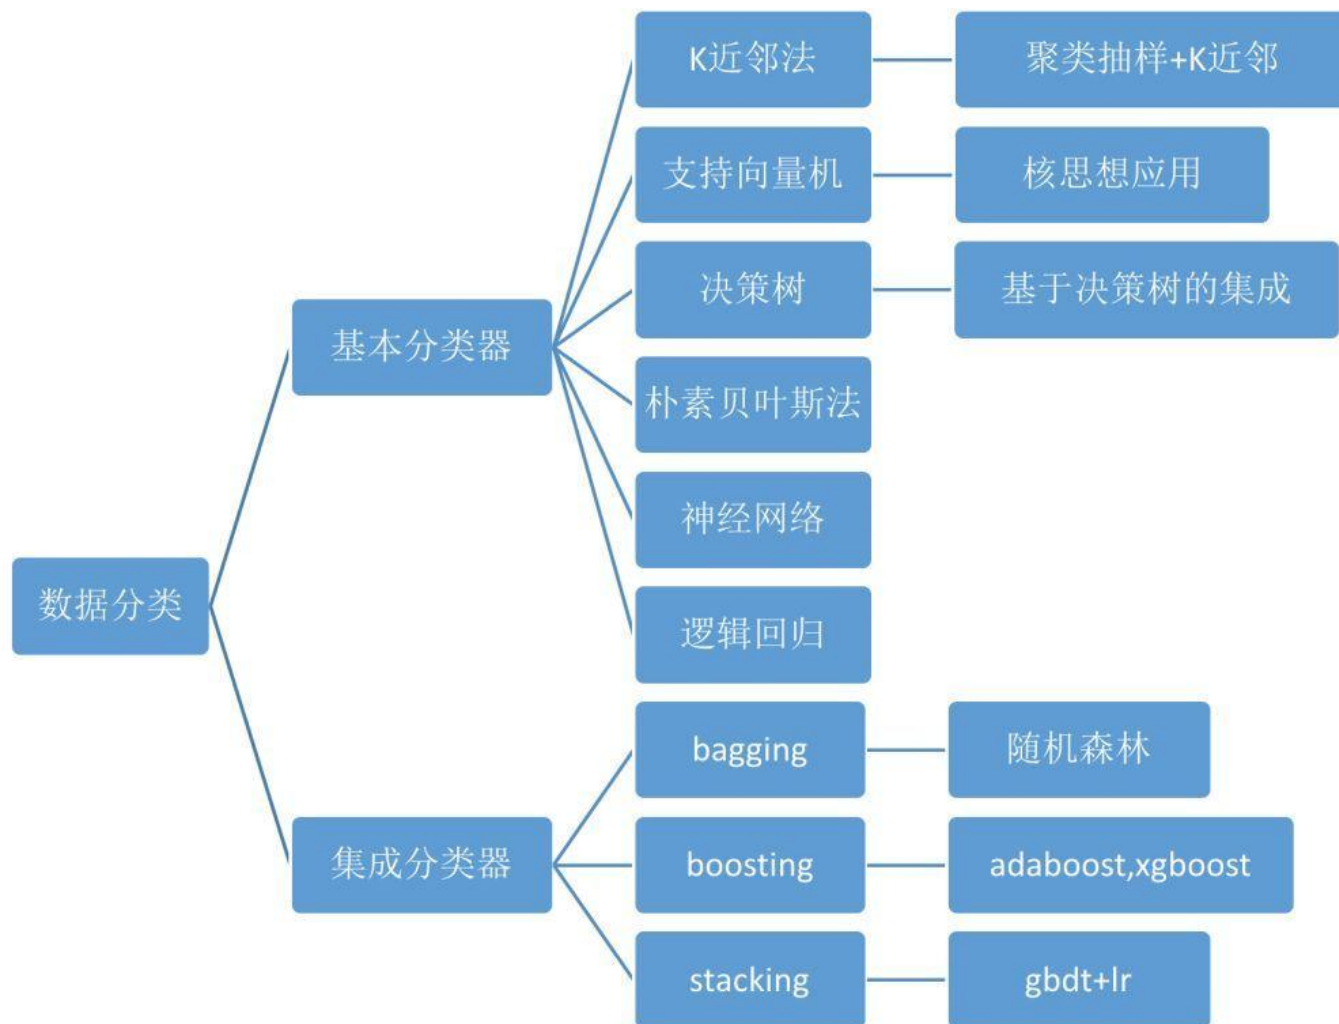 K近邻法
聚类抽样+K近邻
支持向量机
核思想应用
决策树
基于决策树的集成
基本分类器
朴素贝叶斯法
神经网络
数据分类
逻辑回归
bagging
随机森林
集成分类器
boosting
adaboost,xgboost
stacking
gbdt+lr